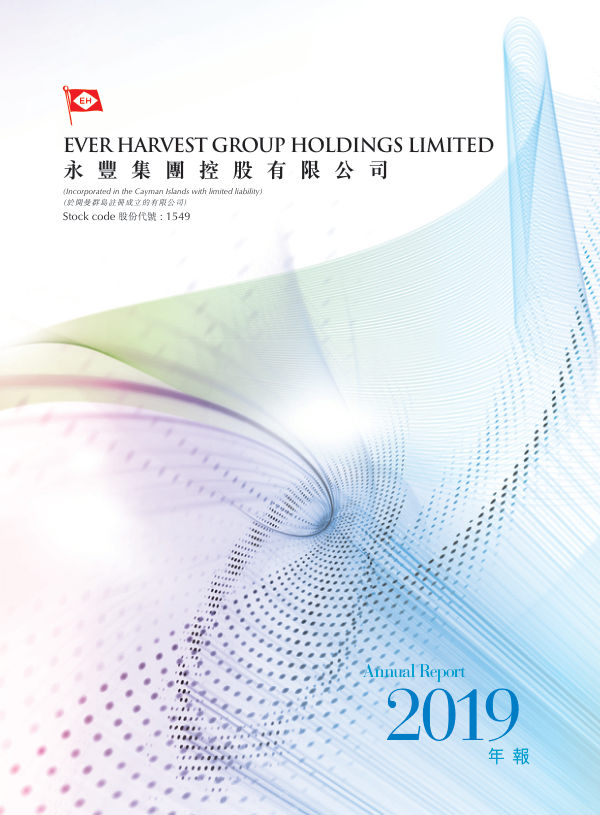 EH
EVER HARVEST GROUP HOLDINGS LIMITED
永豐集團控股有限公司
(Incorporated in the Cayman Islands with limited liability)
(於開曼群島註冊成立的有限公司)
Stock code 股份代號 : 1549
Annual Report
2019
年報